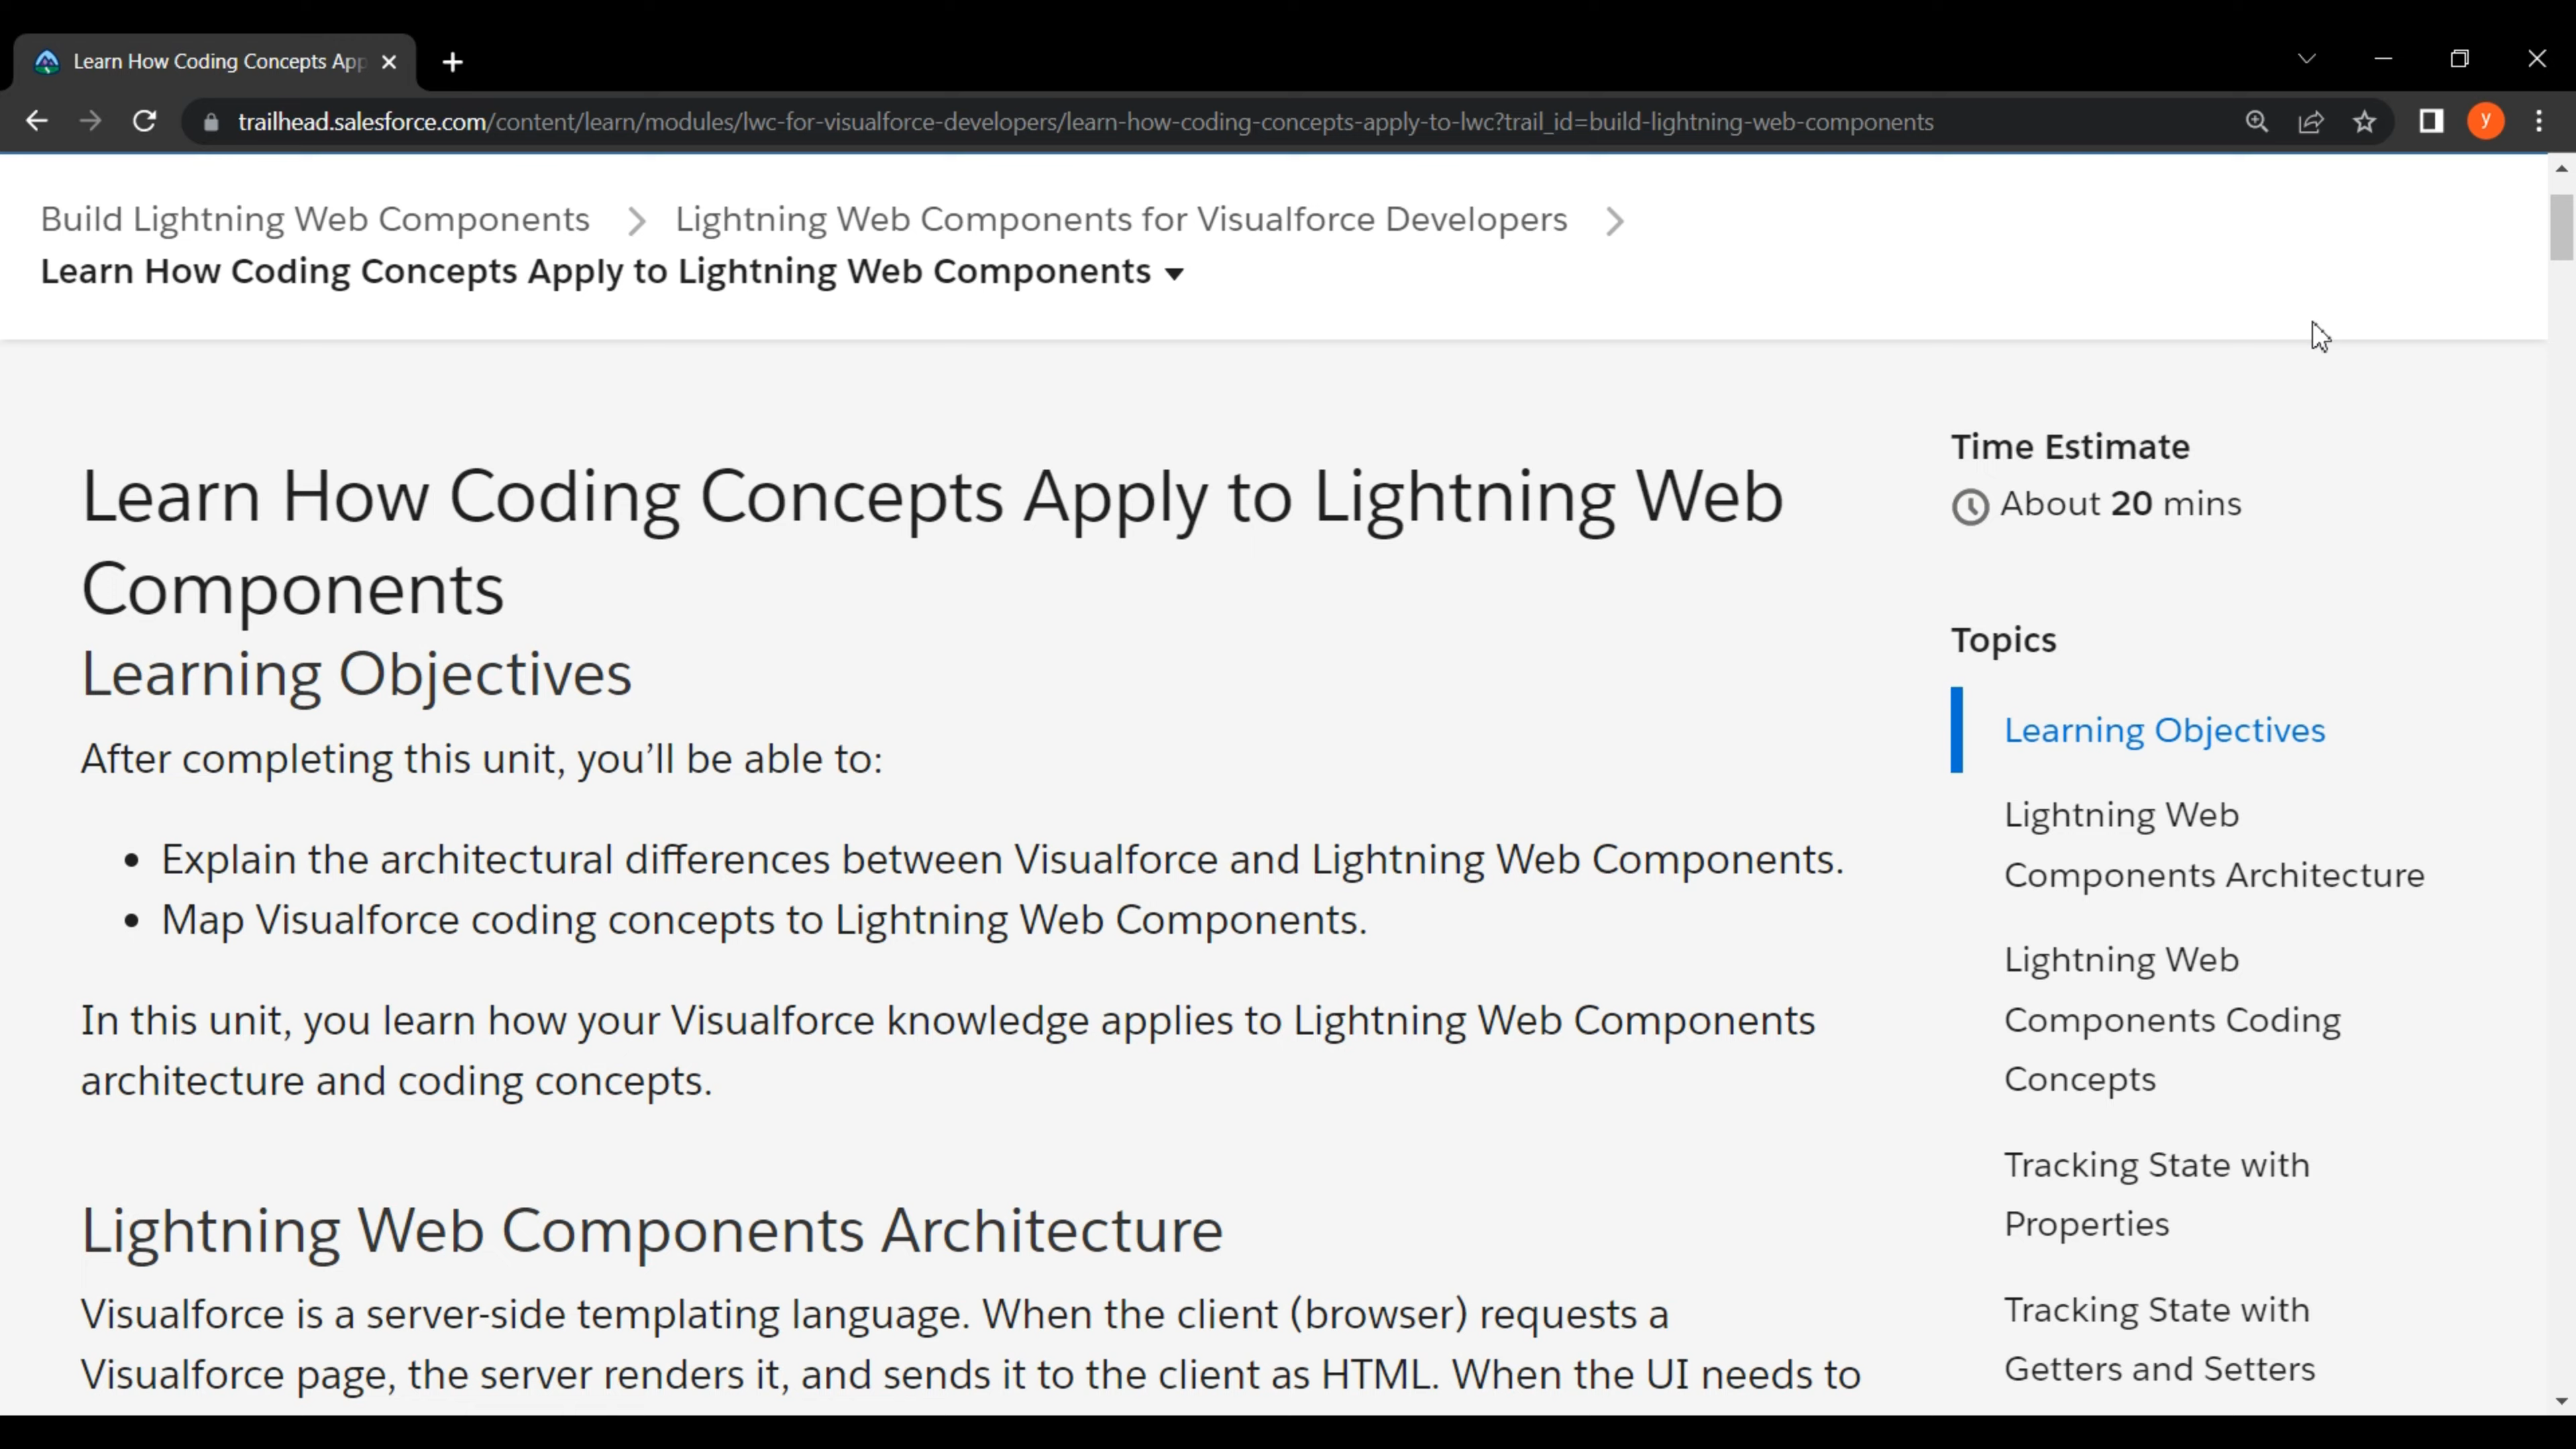 Learn How Coding Concepts App
trailhead.salesforce.com/content/learn/modules/lwc-for-visualforce-developers/learn-how-coding-concepts-apply-to-lwc?trail_id=build-lightning-web-components
y
Build Lightning Web Components
Lightning Web Components for Visualforce Developers
Learn How Coding Concepts Apply to Lightning Web Components
Learn How Coding Concepts Apply to Lightning Web
Components
Learning Objectives
After completing this unit, you’ll be able to:
• Explain the architectural differences between Visualforce and Lightning Web Components.
• Map Visualforce coding concepts to Lightning Web Components.
In this unit, you learn how your Visualforce knowledge applies to Lightning Web Components
architecture and coding concepts.
Lightning Web Components Architecture
Visualforce is a server-side templating language. When the client (browser) requests a
Visualforce page, the server renders it, and sends it to the client as HTML. When the UI needs to
Time Estimate
About 20 mins
Topics
Learning Objectives
Lightning Web
Components Architecture
Lightning Web
Components Coding
Concepts
Tracking State with
Properties
Tracking State with
Getters and Setters